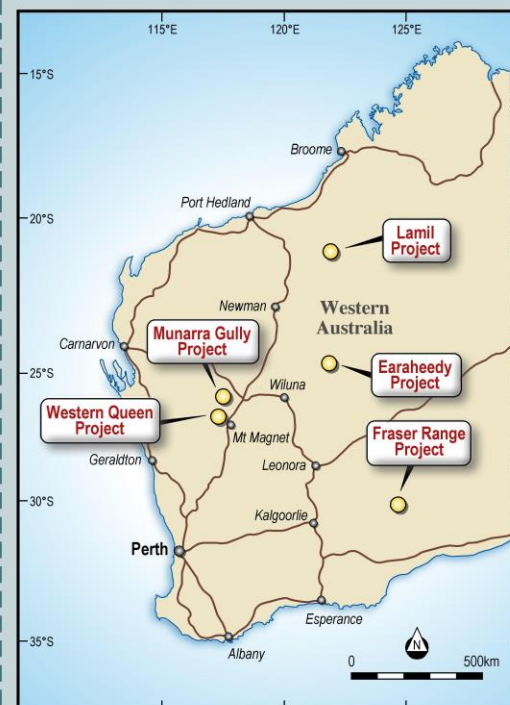 115°E
120°E
125°E
15°S
Broome
Port Hedland
20°S
Lamil
Project
Newman
Western
Australia
Munarra Gully
Project
Carnarvon
25°S
Earaheedy
Project
Wiluna
Western Queen
Project
Mt Magnet
Fraser Range
Project
Geraldton
Leonora
30°S
Kalgoorlie
Perth
Esperance
35°S
Albany
N
0
500km